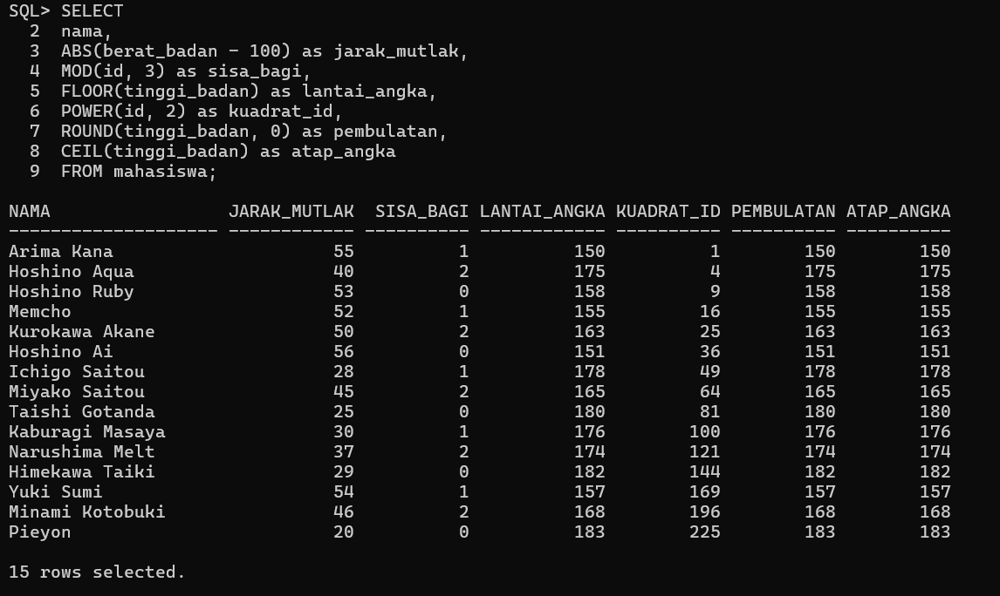 SQL> SELECT
  2  nama,
  3  ABS(berat_badan - 100) as jarak_mutlak,
  4  MOD(id, 3) as sisa_bagi,
  5  FLOOR(tinggi_badan) as lantai_angka,
  6  POWER(id, 2) as kuadrat_id,
  7  ROUND(tinggi_badan, 0) as pembulatan,
  8  CEIL(tinggi_badan) as atap_angka
  9  FROM mahasiswa;

NAMA                 JARAK_MUTLAK  SISA_BAGI LANTAI_ANGKA KUADRAT_ID PEMBULATAN ATAP_ANGKA
-------------------- ------------ ---------- ------------ ---------- ---------- ----------
Arima Kana                     55          1          150          1        150        150
Hoshino Aqua                   40          2          175          4        175        175
Hoshino Ruby                   53          0          158          9        158        158
Memcho                         52          1          155         16        155        155
Kurokawa Akane                 50          2          163         25        163        163
Hoshino Ai                     56          0          151         36        151        151
Ichigo Saitou                  28          1          178         49        178        178
Miyako Saitou                  45          2          165         64        165        165
Taishi Gotanda                 25          0          180         81        180        180
Kaburagi Masaya                30          1          176        100        176        176
Narushima Melt                 37          2          174        121        174        174
Himekawa Taiki                 29          0          182        144        182        182
Yuki Sumi                      54          1          157        169        157        157
Minami Kotobuki                46          2          168        196        168        168
Pieyon                         20          0          183        225        183        183

15 rows selected.